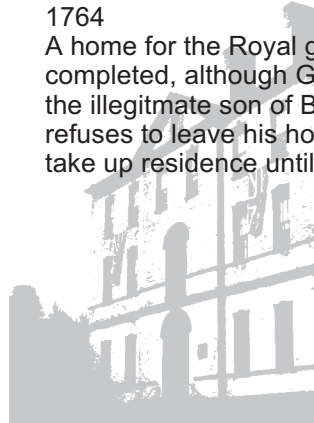 1764
A home for the Royal g
completed, although G
the illegitmate son of B
refuses to leave his ho
take up residence until